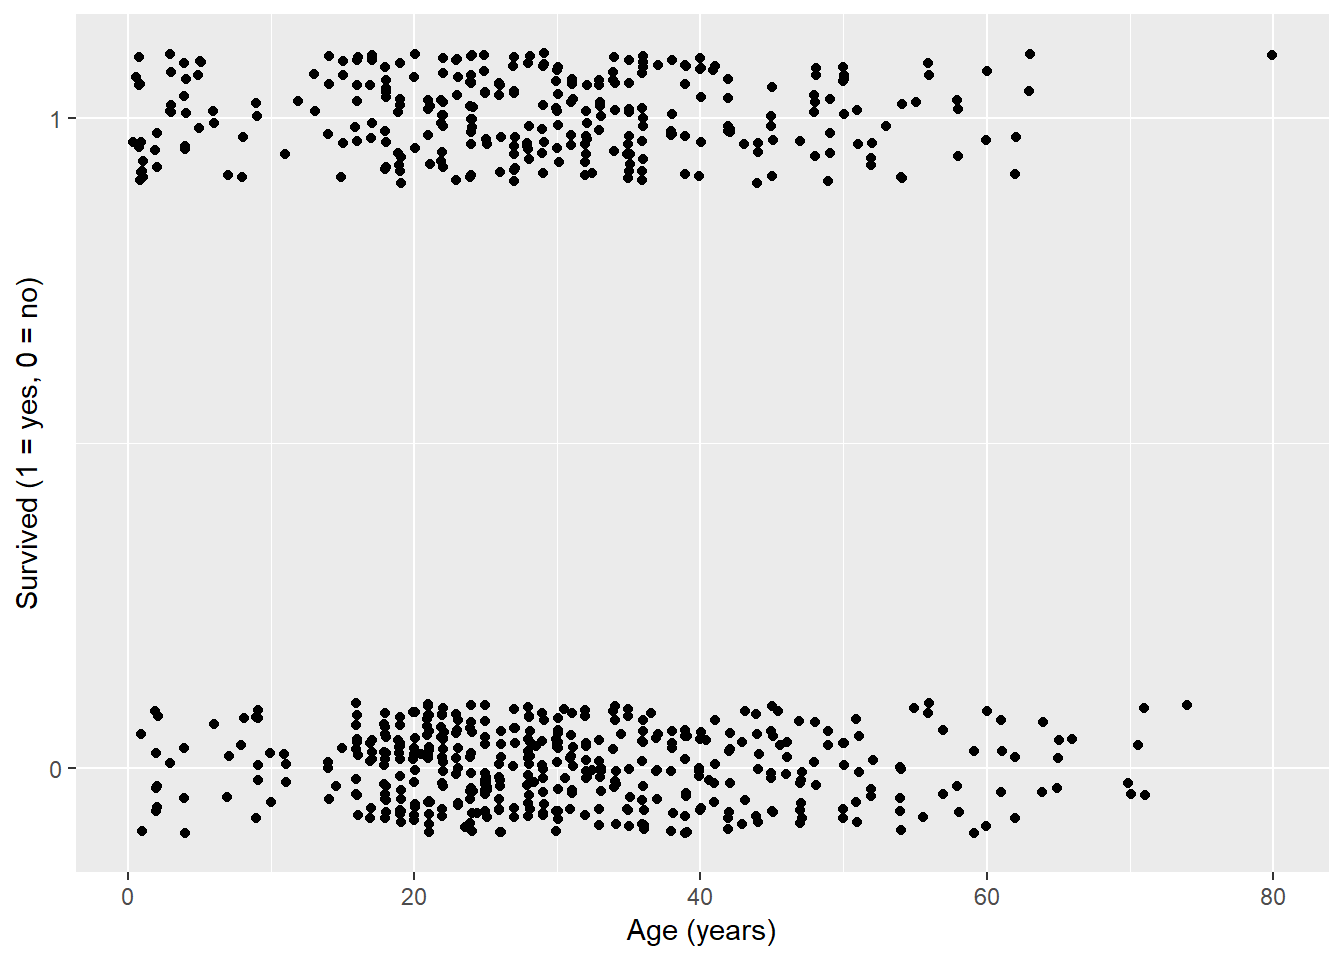 Survived (1 = yes, 0 = no)
1
0
0 20 40 60 80
Age (years)